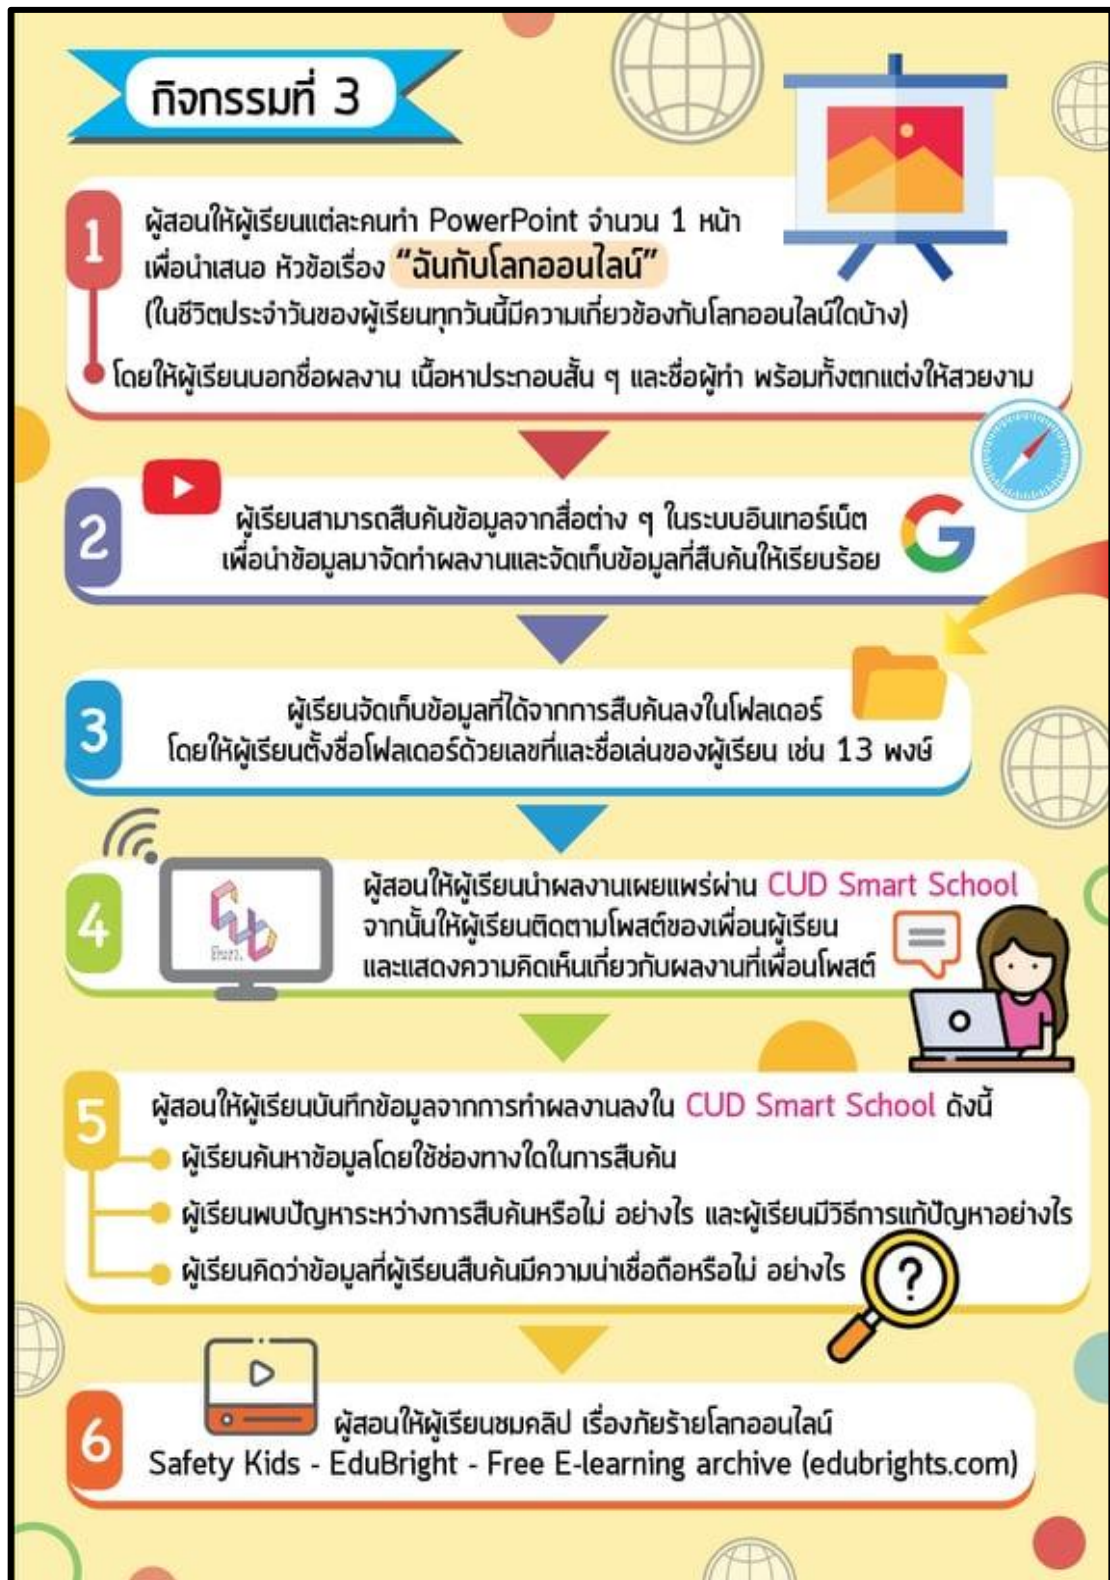 กิจกรรมที่ 3
1
ผู้สอนให้ผู้เรียนแต่ละคนทำ PowerPoint จำนวน 1 หน้า
เพื่อนำเสนอ หัวข้อเรื่อง “ฉันกับโลกออนไลน์”
(ในชีวิตประจำวันของผู้เรียนทุกวันนี้มีความเกี่ยวข้องกับโลกออนไลน์ใดบ้าง)
โดยให้ผู้เรียนบอกชื่อผลงาน เนื้อหาประกอบสั้น ๆ และชื่อผู้ทำ พร้อมทั้งตกแต่งให้สวยงาม
2
ผู้เรียนสามารถสืบค้นข้อมูลจากสื่อต่าง ๆ ในระบบอินเทอร์เน็ต
เพื่อนำข้อมูลมาจัดทำผลงานและจัดเก็บข้อมูลที่สืบค้นให้เรียบร้อย
G
3
ผู้เรียนจัดเก็บข้อมูลที่ได้จากการสืบค้นลงในโฟลเดอร์
โดยให้ผู้เรียนตั้งชื่อโฟลเดอร์ด้วยเลขที่และชื่อเล่นของผู้เรียน เช่น 13 พงษ์
4
CUD
SMART
SCHOOL
ผู้สอนให้ผู้เรียนนำผลงานเผยแพร่ผ่าน CUD Smart School
จากนั้นให้ผู้เรียนติดตามโพสต์ของเพื่อนผู้เรียน
และแสดงความคิดเห็นเกี่ยวกับผลงานที่เพื่อนโพสต์
5
ผู้สอนให้ผู้เรียนบันทึกข้อมูลจากการทำผลงานลงใน CUD Smart School ดังนี้
ผู้เรียนค้นหาข้อมูลโดยใช้ช่องทางใดในการสืบค้น
ผู้เรียนพบปัญหาระหว่างการสืบค้นหรือไม่ อย่างไร และผู้เรียนมีวิธีการแก้ปัญหาอย่างไร
ผู้เรียนคิดว่าข้อมูลที่ผู้เรียนสืบค้นมีความน่าเชื่อถือหรือไม่ อย่างไร
?
6
ผู้สอนให้ผู้เรียนชมคลิป เรื่องภัยร้ายโลกออนไลน์
Safety Kids - EduBright - Free E-learning archive (edubrights.com)